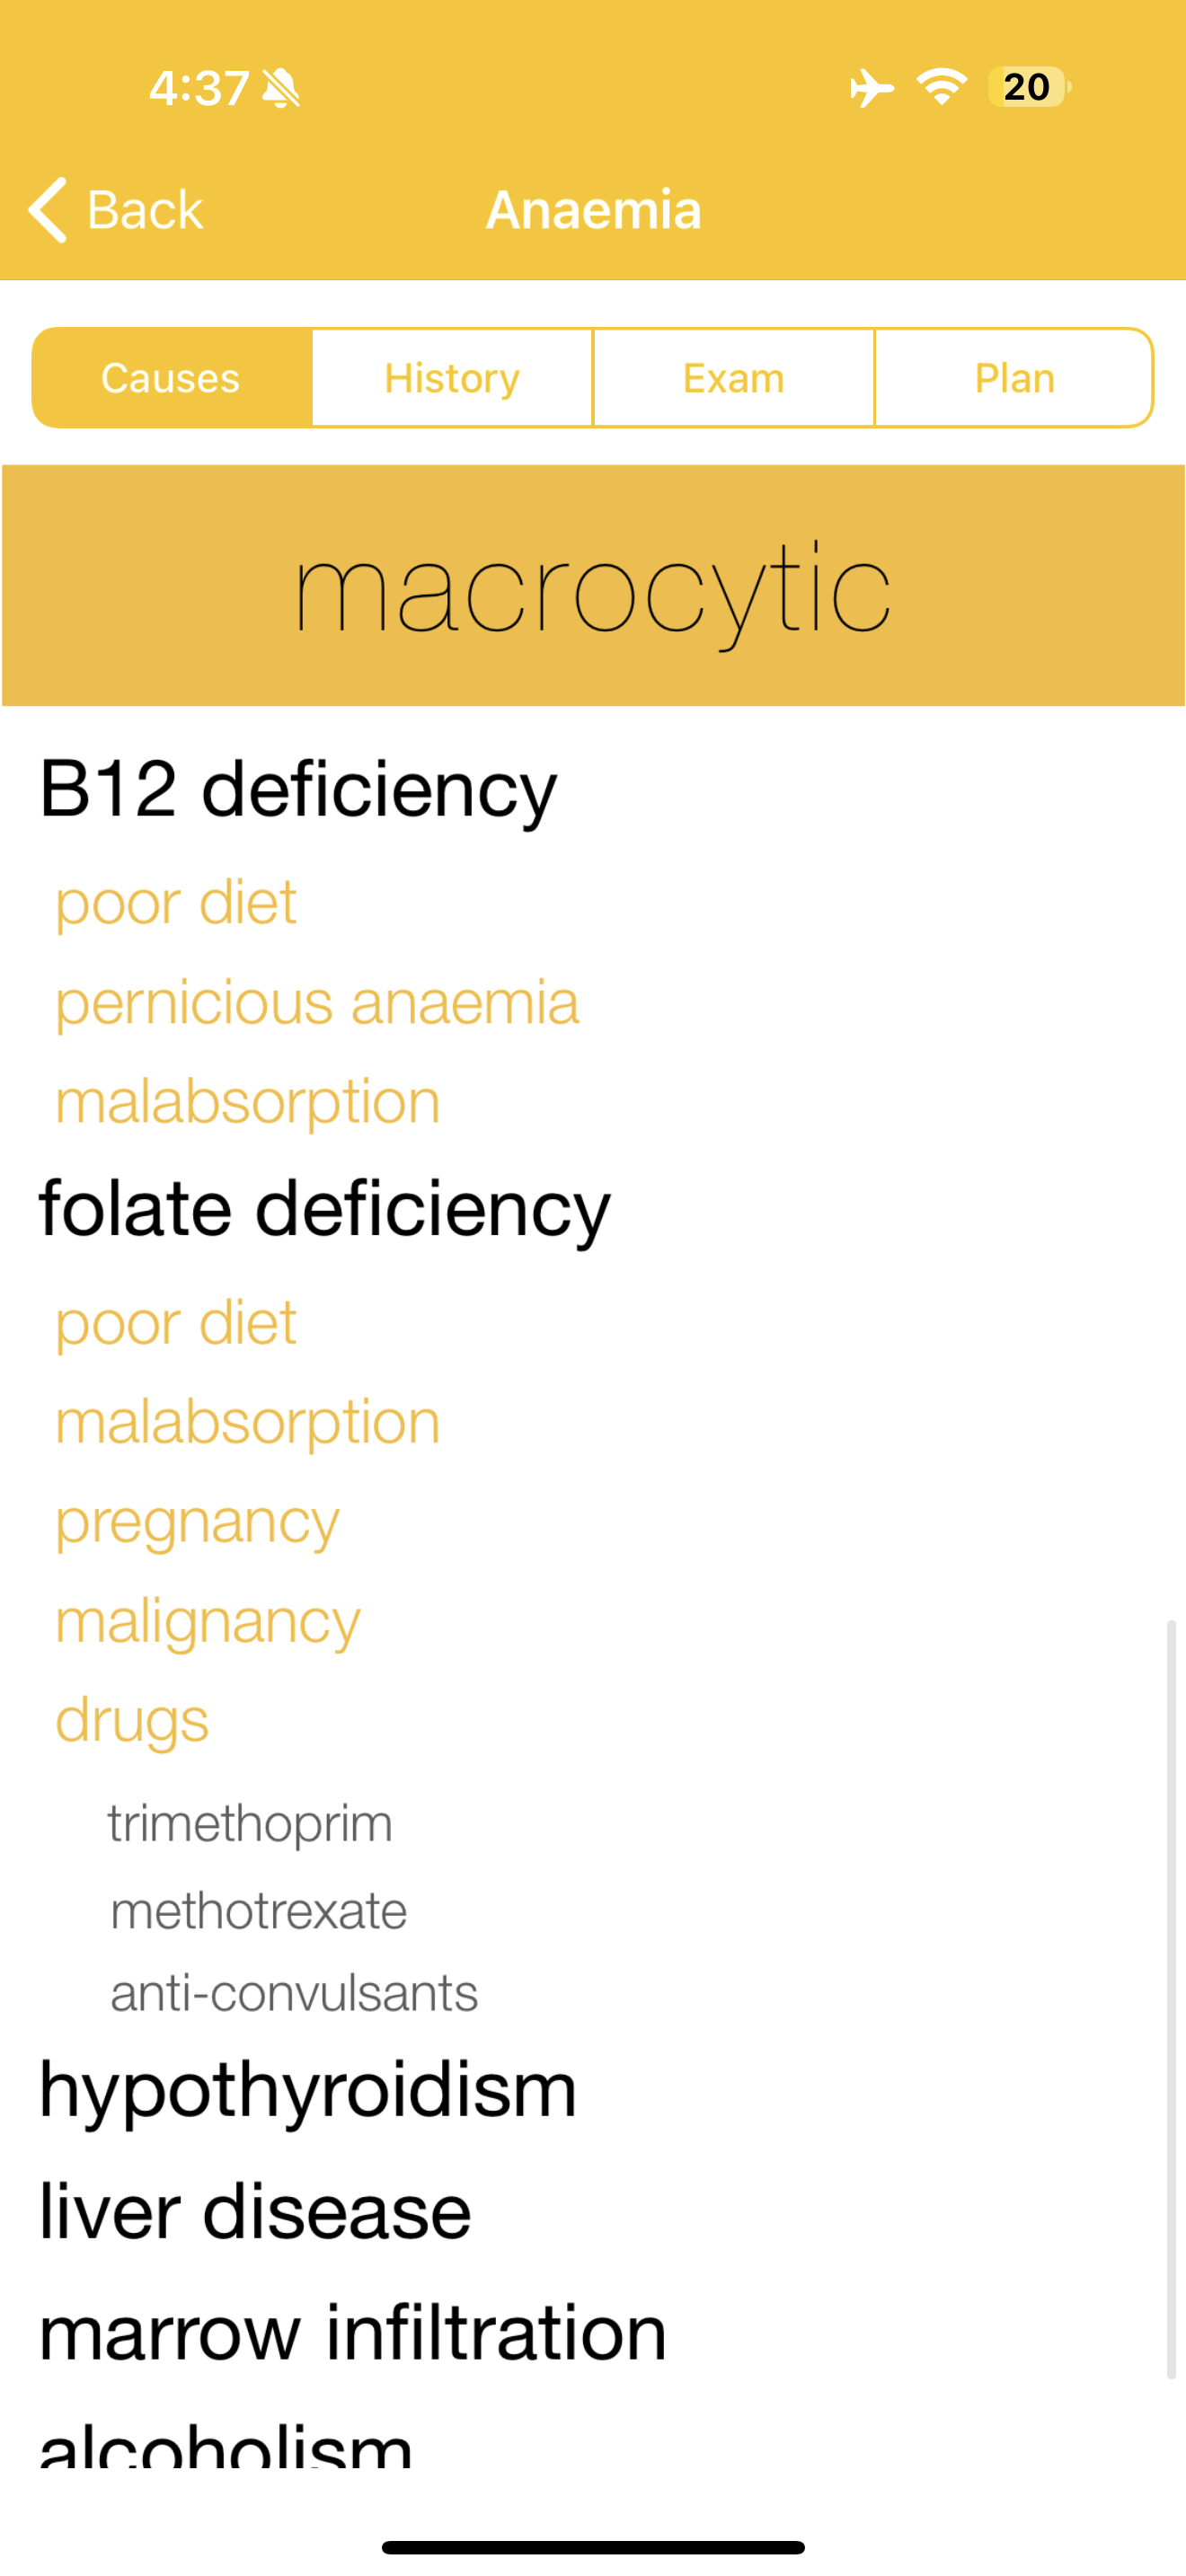 4:37
20
Back
Anaemia
Causes
History
Exam
Plan
macrocytic
B12 deficiency
poor diet
pernicious anaemia
malabsorption
folate deficiency
poor diet
malabsorption
pregnancy
malignancy
drugs
trimethoprim
methotrexate
anti-convulsants
hypothyroidism
liver disease
marrow infiltration
alcoholism